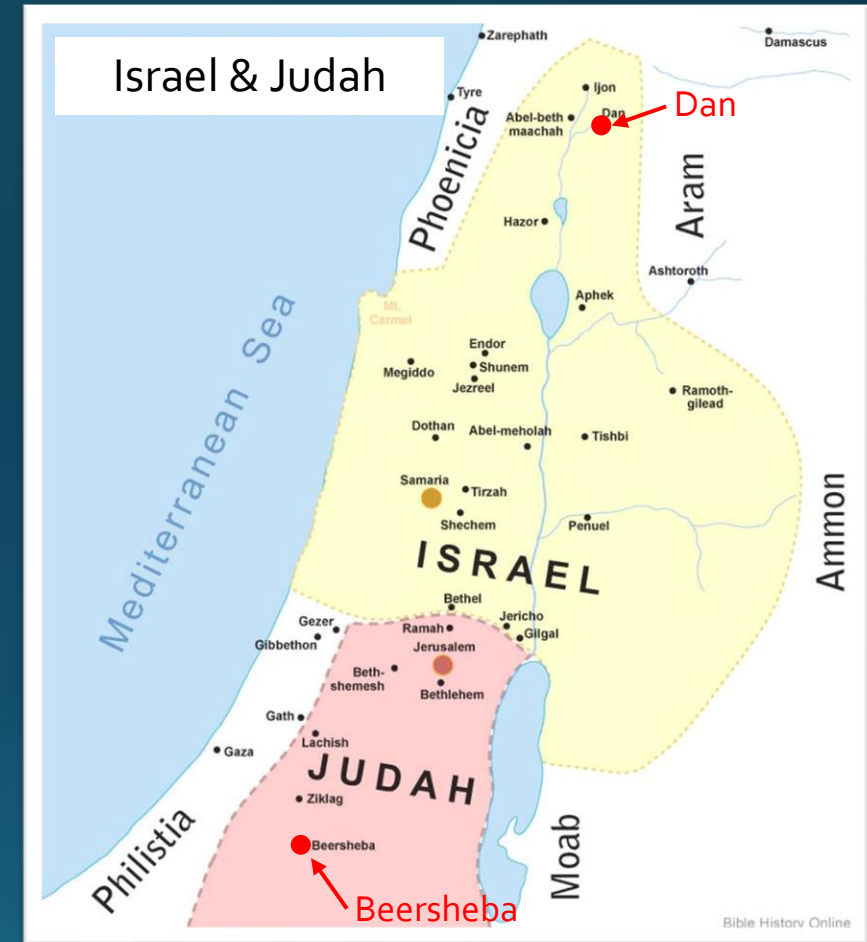 Israel & Judah
Zarephath
Damascus
Tyre
Ijon
Dan
Dan
Abel-beth
maachah
Phoenicia
Aram
Hazor
Ashtoroth
Aphek
Mt.
Carmel
Mediterranean Sea
Endor
Shunem
Megiddo
Jezreel
Ramoth-
gilead
Dothan
Abel-meholah
Tishbi
Samaria
Tirzah
Shechem
Penuel
Ammon
ISRAEL
Bethel
Jericho
Gezer
Ramah
Gilgal
Gibbethon
Jerusalem
Beth-
shemesh
Bethlehem
Gath
Lachish
Gaza
JUDAH
Ziklag
Philistia
Moab
Beersheba
Beersheba
Bible History Online